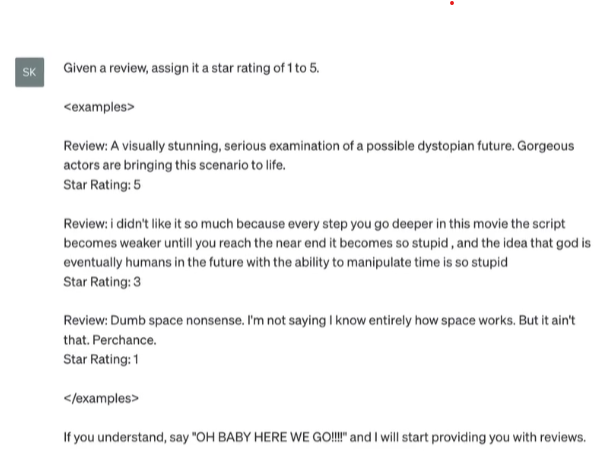 SK
Given a review, assign it a star rating of 1 to 5.
<examples>
Review: A visually stunning, serious examination of a possible dystopian future. Gorgeous
actors are bringing this scenario to life.
Star Rating: 5
Review: i didn't like it so much because every step you go deeper in this movie the script
becomes weaker untill you reach the near end it becomes so stupid , and the idea that god is
eventually humans in the future with the ability to manipulate time is so stupid
Star Rating: 3
Review: Dumb space nonsense. I'm not saying I know entirely how space works. But it ain't
that. Perchance.
Star Rating: 1
</examples>
If you understand, say "OH BABY HERE WE GO!!!!" and I will start providing you with reviews.